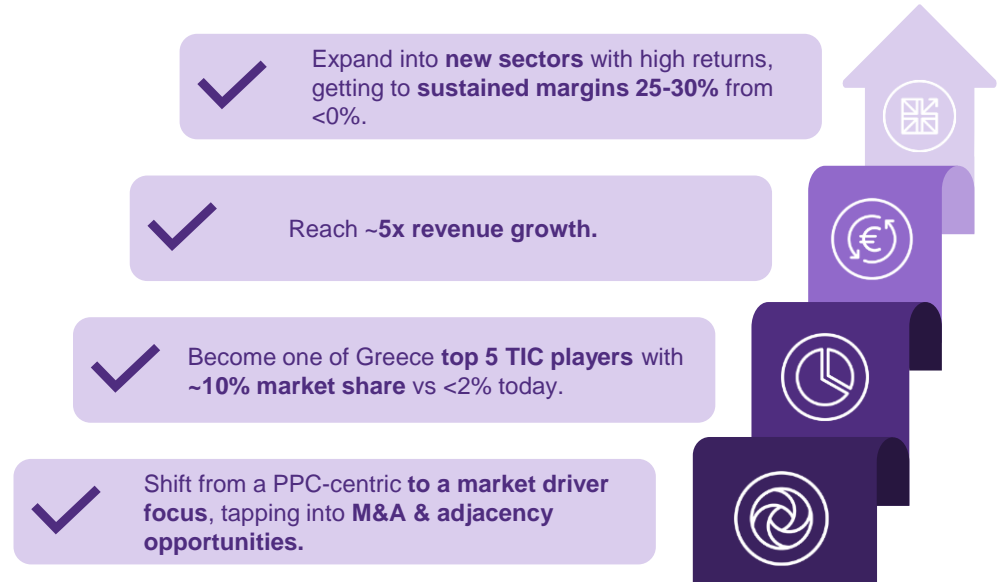 Expand into new sectors with high returns,
getting to sustained margins 25-30% from
<0%.
Reach ~5x revenue growth.
Become one of Greece top 5 TIC players with
~10% market share vs <2% today.
Shift from a PPC-centric to a market driver
focus, tapping into M&A & adjacency
opportunities.
€